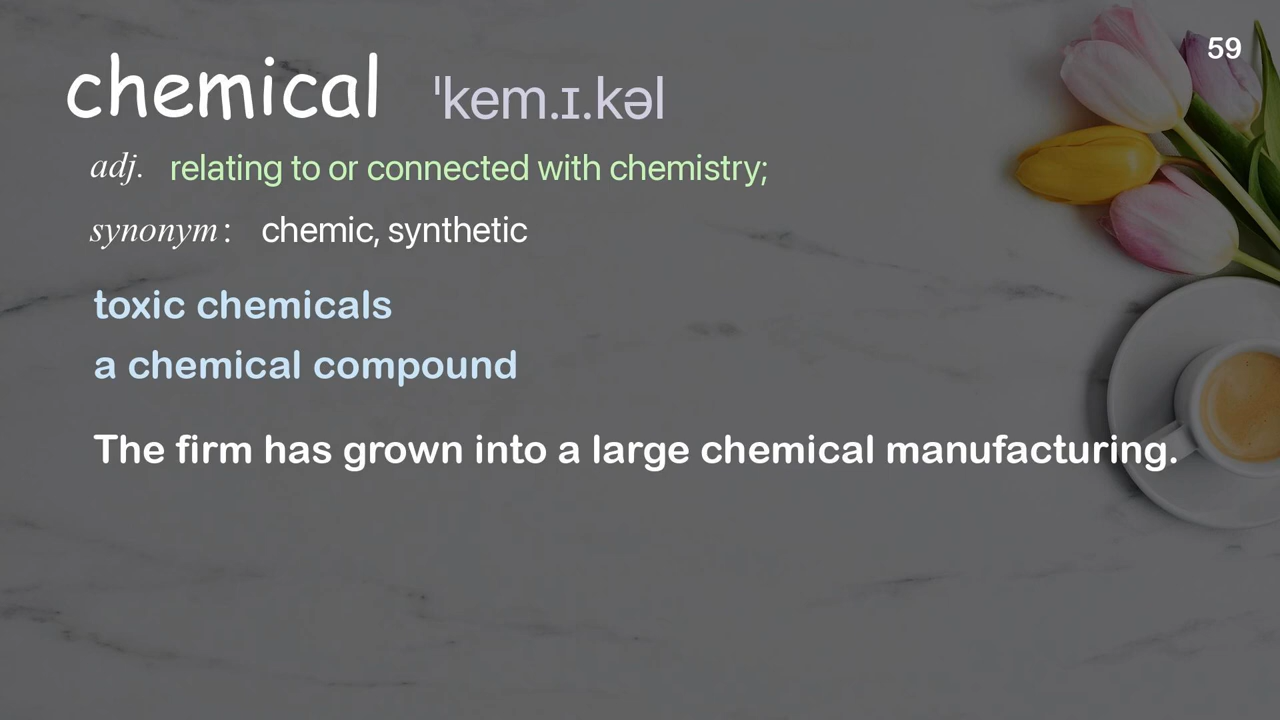 59
chemical ˈkem.ɪ.kəl
adj. relating to or connected with chemistry;
synonym : chemic, synthetic
toxic chemicals
a chemical compound
The firm has grown into a large chemical manufacturing.